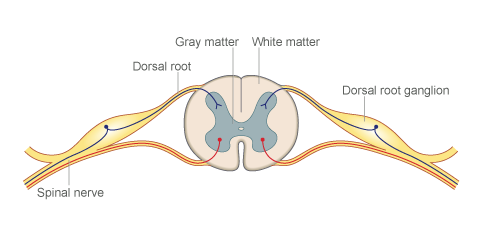 Gray matter
White matter
Dorsal root
Dorsal root ganglion
Spinal nerve